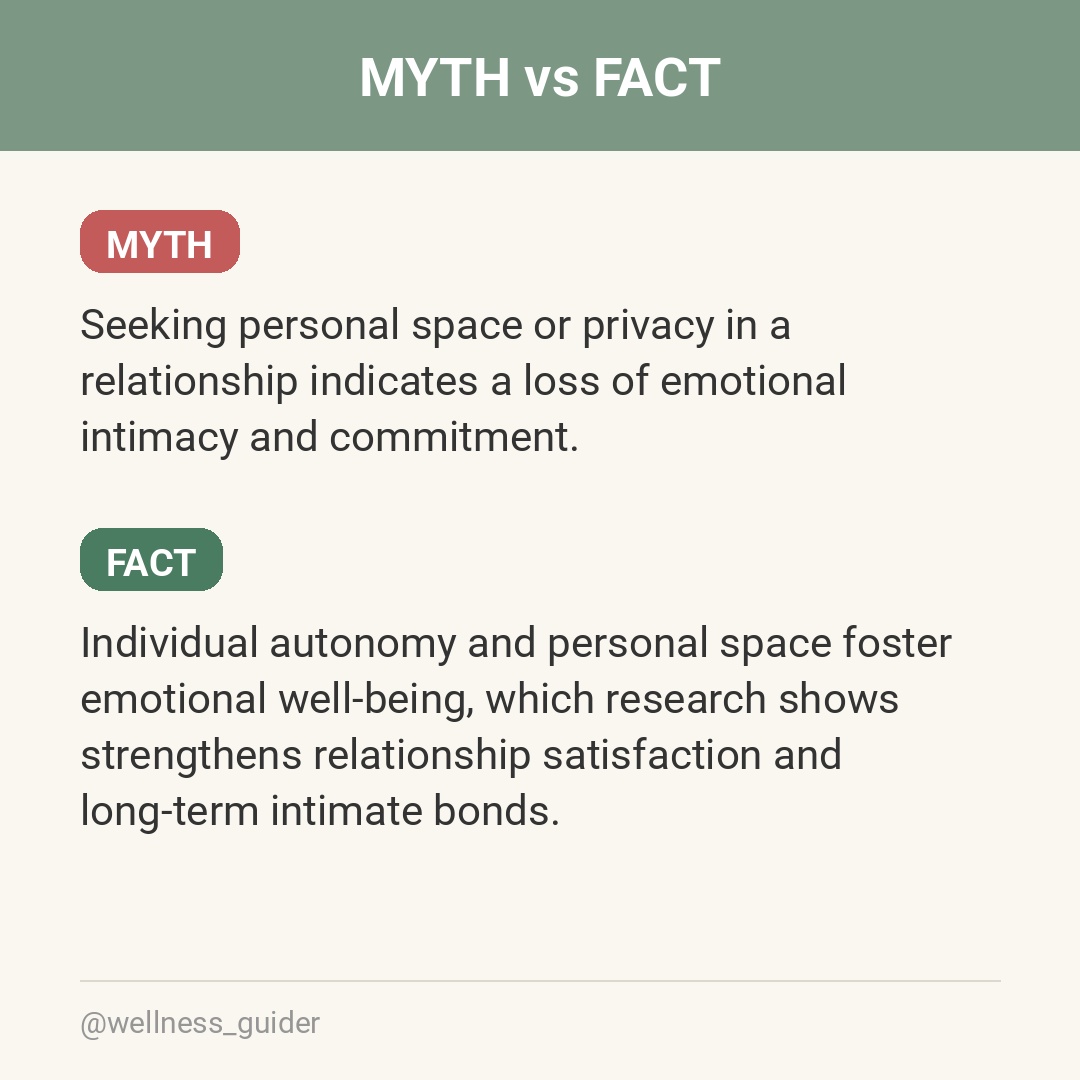 MYTH vs FACT
MYTH
Seeking personal space or privacy in a
relationship indicates a loss of emotional
intimacy and commitment.
FACT
Individual autonomy and personal space foster
emotional well-being, which research shows
strengthens relationship satisfaction and
long-term intimate bonds.
@wellness_guider